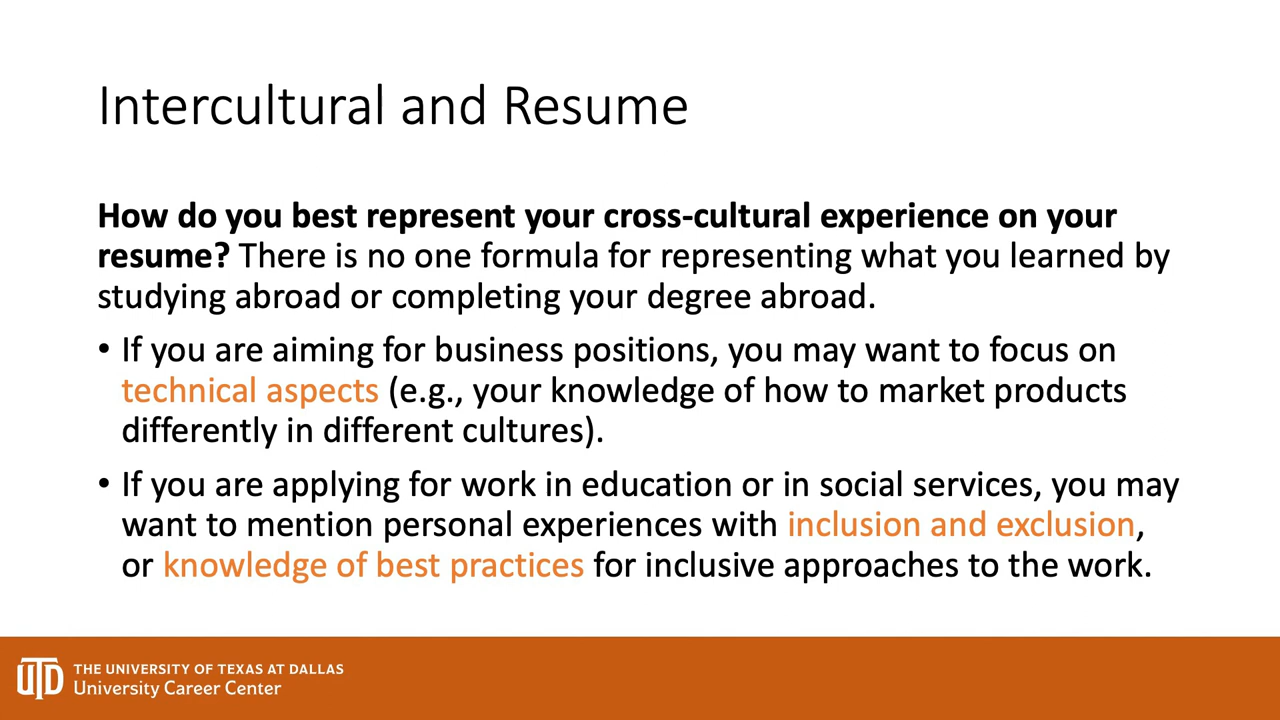 Intercultural and Resume
How do you best represent your cross-cultural experience on your
resume? There is no one formula for representing what you learned by
studying abroad or completing your degree abroad.
• If you are aiming for business positions, you may want to focus on
technical aspects (e.g., your knowledge of how to market products
differently in different cultures).
• If you are applying for work in education or in social services, you may
want to mention personal experiences with inclusion and exclusion,
or knowledge of best practices for inclusive approaches to the work.
UTD
THE UNIVERSITY OF TEXAS AT DALLAS
University Career Center